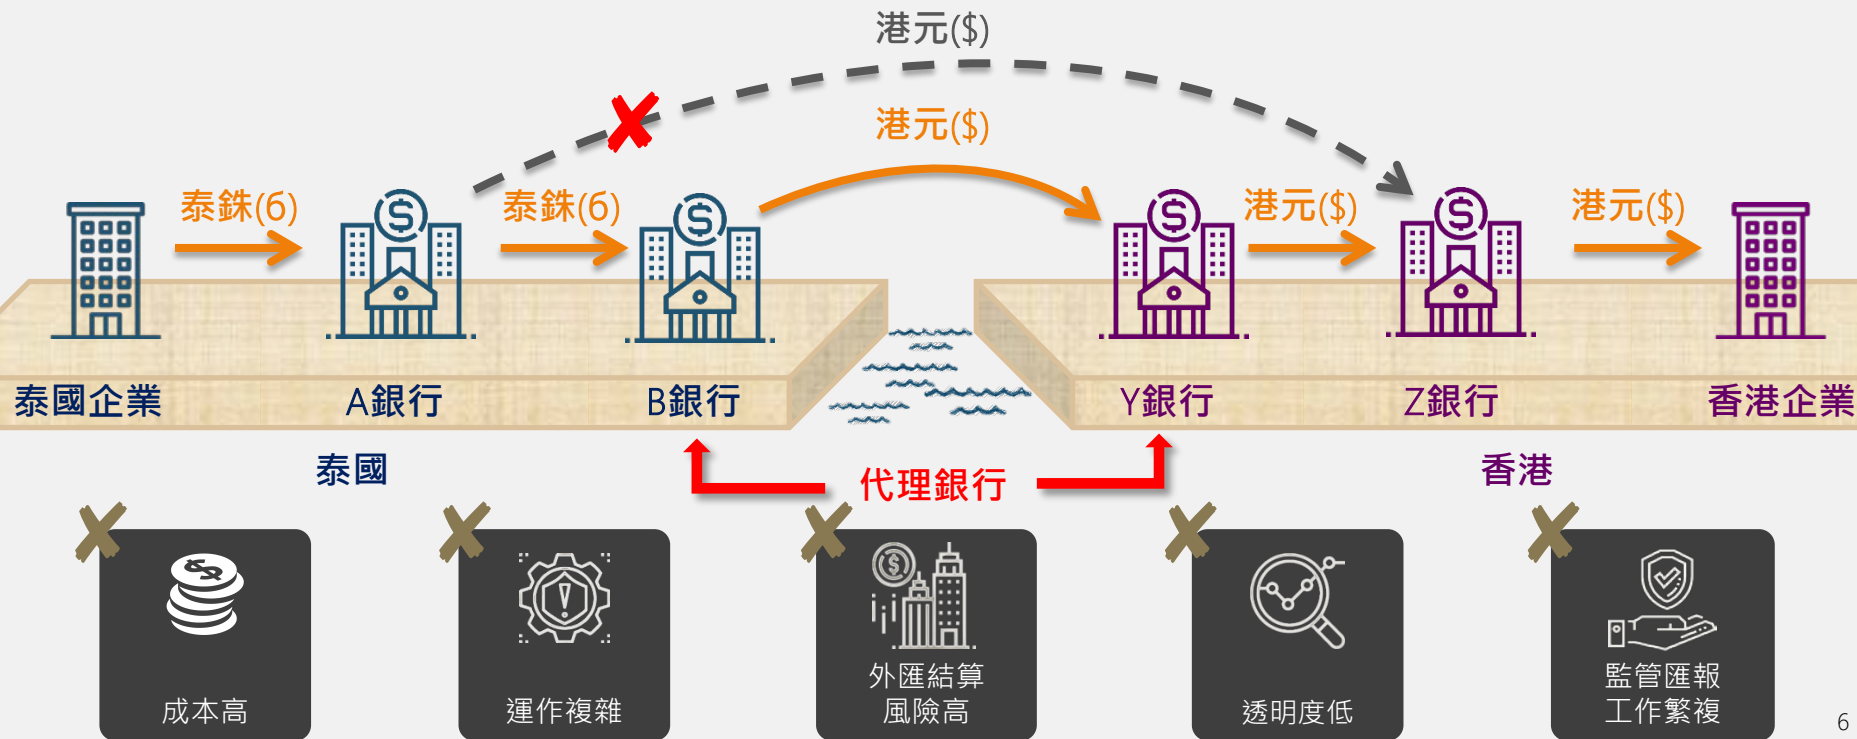 港元($)
港元($)
泰銖(6)
泰銖(6)
港元($)
港元($)
泰國企業
A銀行
B銀行
Y銀行
Z銀行
香港企業
泰國
代理銀行
香港
成本高
運作複雜
外匯結算
風險高
透明度低
監管匯報
工作繁複
6